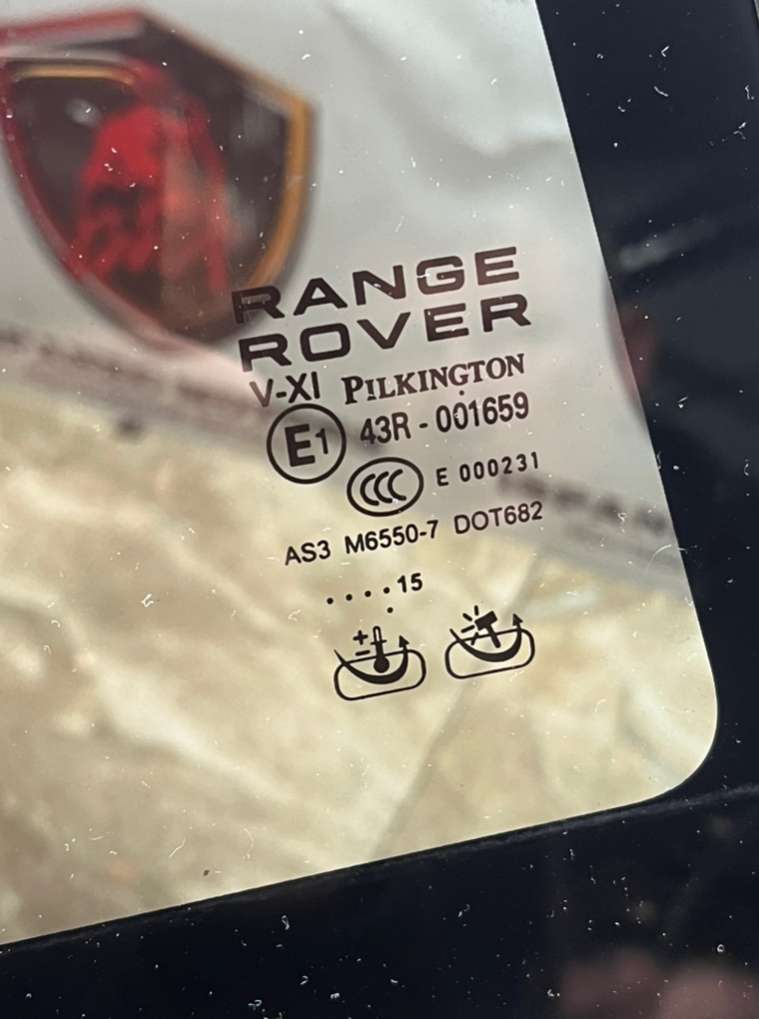 RANGE
ROVER
V-XI PILKINGTON
E1 43R - 001659
CCC E 000231
AS3 M6550-7 DOT682
....15
.